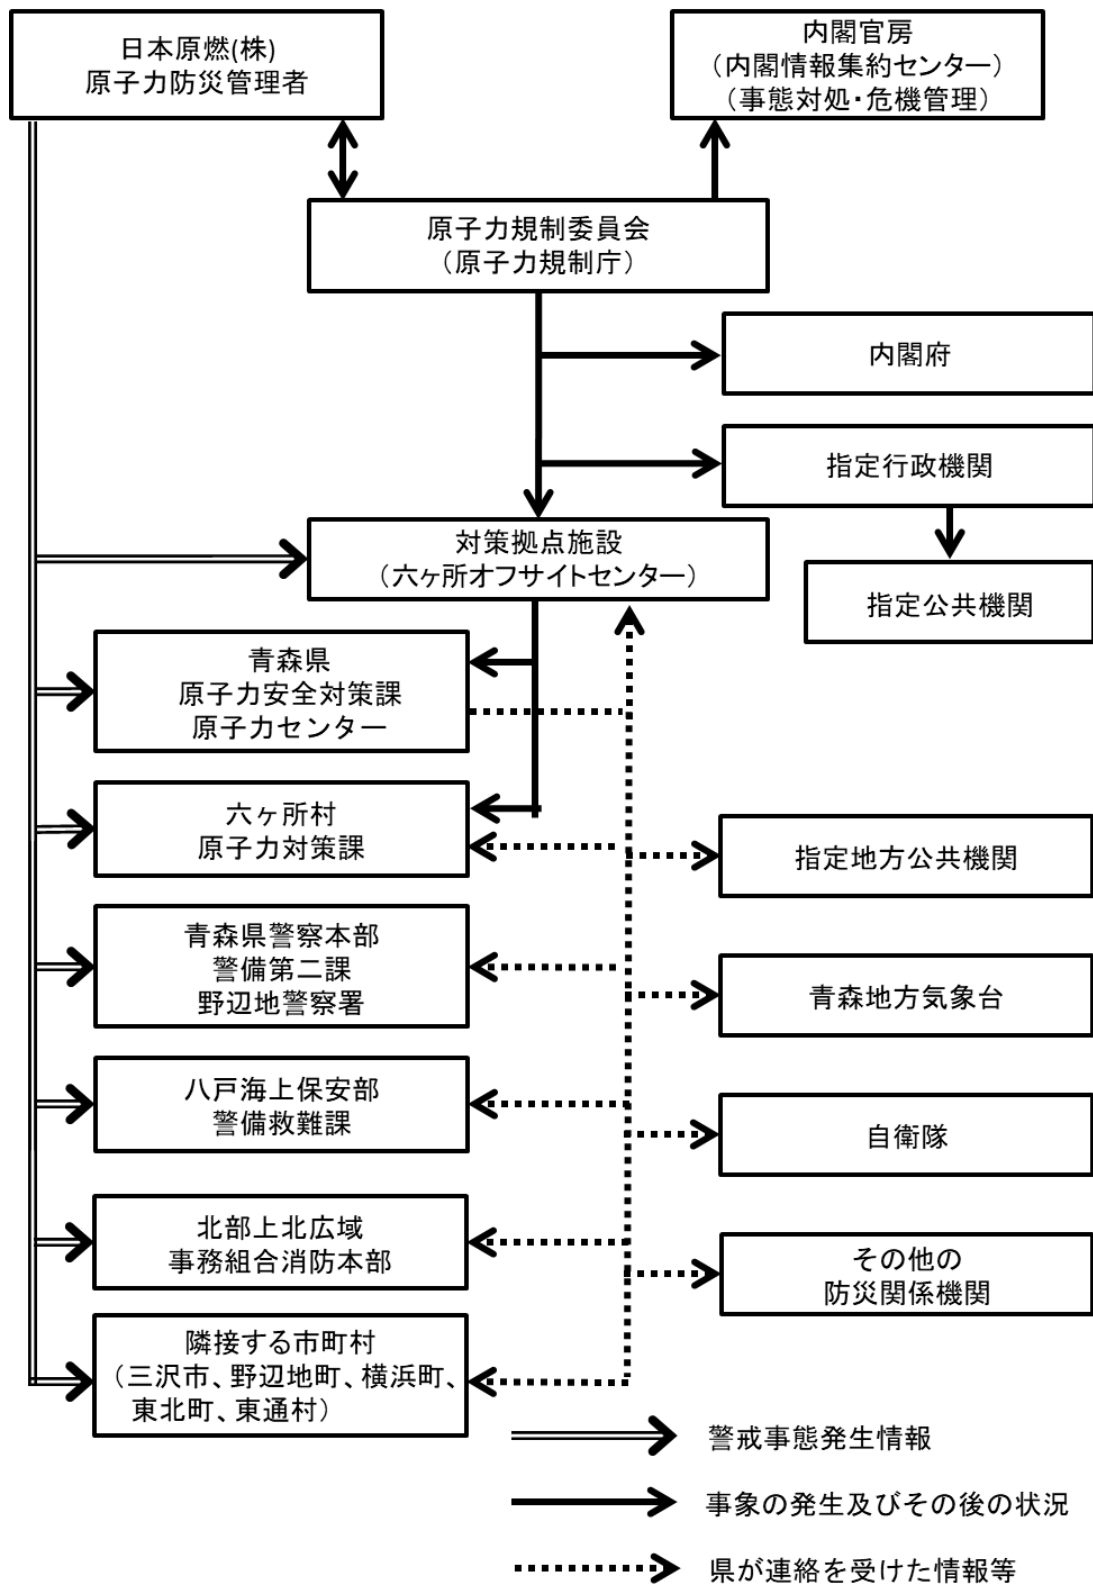 日本原燃(株)
原子力防災管理者
内閣官房
（内閣情報集約センター）
（事態対処・危機管理）
原子力規制委員会
（原子力規制庁）
内閣府
指定行政機関
指定公共機関
対策拠点施設
（六ヶ所オフサイトセンター）
青森県
原子力安全対策課
原子力センター
六ヶ所村
原子力対策課
指定地方公共機関
青森県警察本部
警備第二課
野辺地警察署
青森地方気象台
八戸海上保安部
警備救難課
自衛隊
北部上北広域
事務組合消防本部
その他の
防災関係機関
隣接する市町村
（三沢市、野辺地町、横浜町、
東北町、東通村）
警戒事態発生情報
事象の発生及びその後の状況
県が連絡を受けた情報等